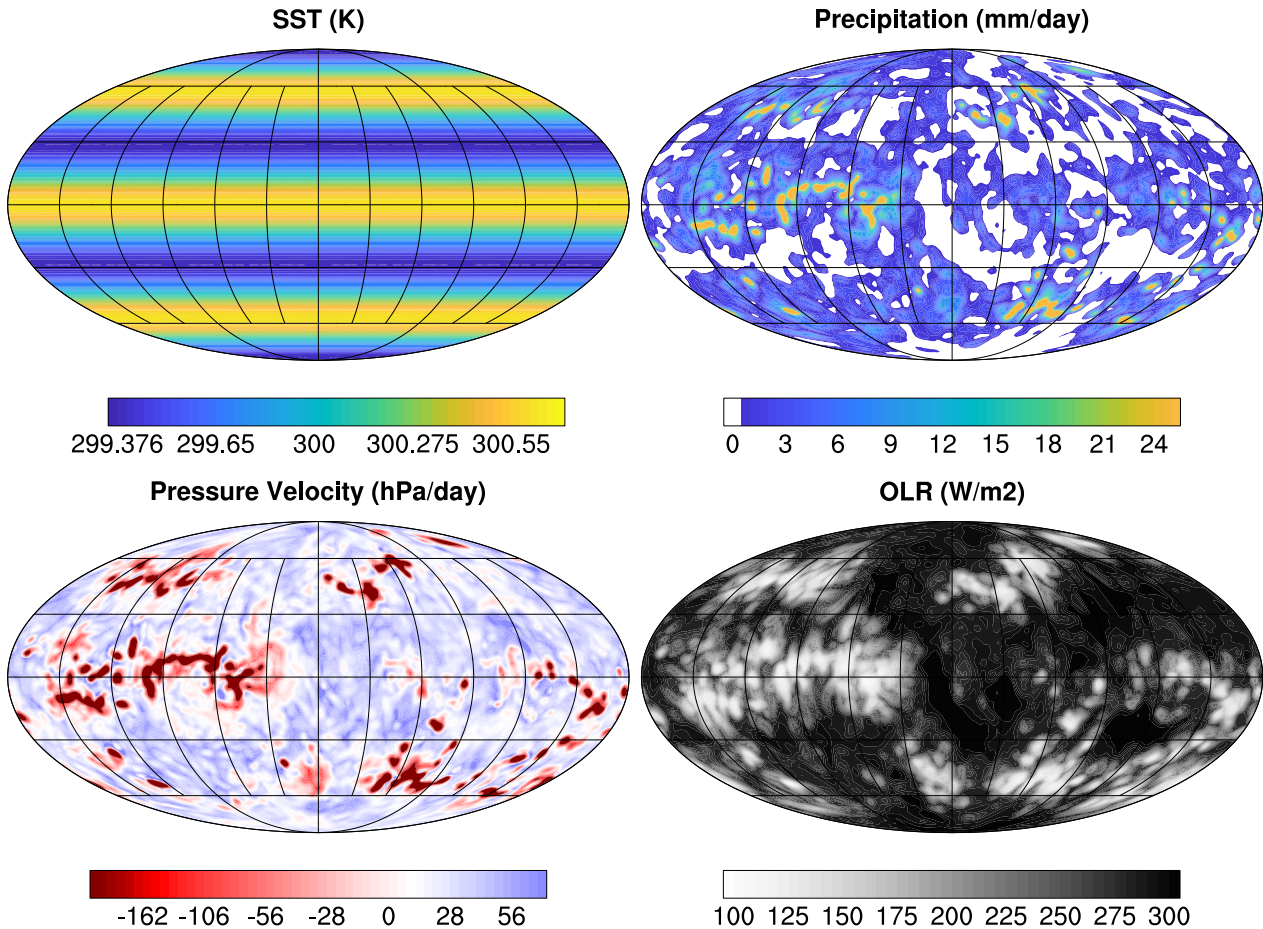 SST (K)
Precipitation (mm/day)
299.376 299.65 300 300.275 300.55
0 3 6 9 12 15 18 21 24
Pressure Velocity (hPa/day)
OLR (W/m2)
-162 -106 -56 -28 0 28 56
100 125 150 175 200 225 250 275 300